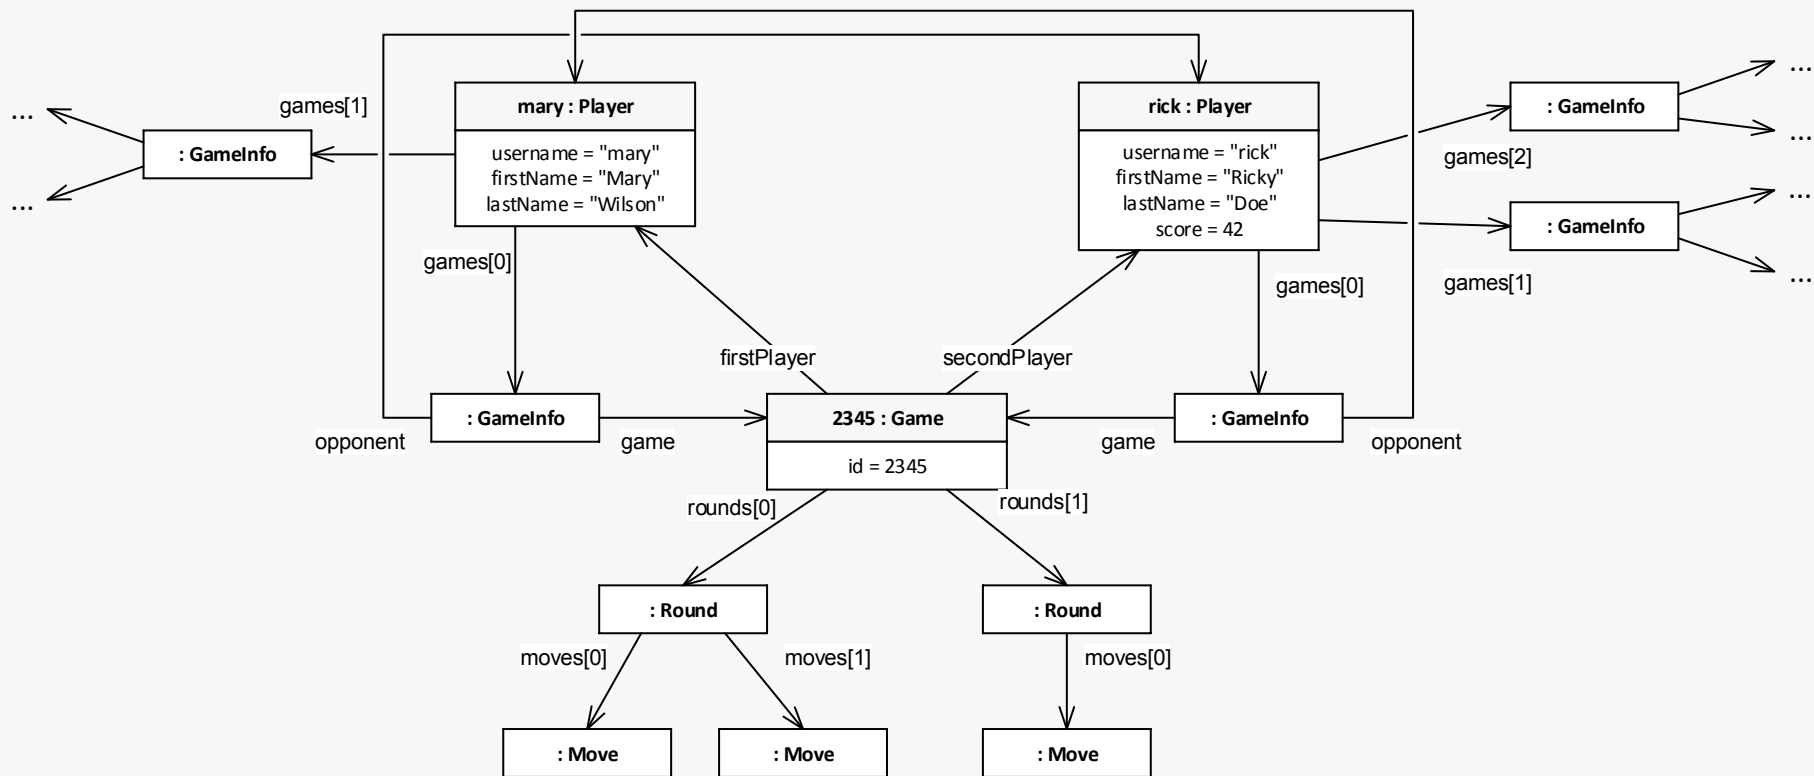 ...
games[1]
mary : Player
rick : Player
: GameInfo
...
...
: GameInfo
username = "mary"
firstName = "Mary"
lastName = "Wilson"
username = "rick"
firstName = "Ricky"
lastName = "Doe"
score = 42
games[2]
...
...
: GameInfo
games[0]
games[0]
games[1]
...
firstPlayer
secondPlayer
: GameInfo
2345 : Game
: GameInfo
opponent
game
game
opponent
id = 2345
rounds[0]
rounds[1]
: Round
: Round
moves[0]
moves[1]
moves[0]
: Move
: Move
: Move